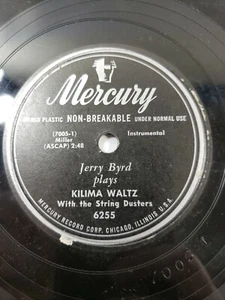 Mercury
PLASTIC NON-BREAKABLE UNDER NORMAL USE
(7005-1)
Instrumental
Miller
(ASCAP) 2:48
Jerry Byrd
plays
KILIMA WALTZ
With the String Dusters
6255
MERCURY RECORD CORP. CHICAGO, ILLINOIS U.S.A.